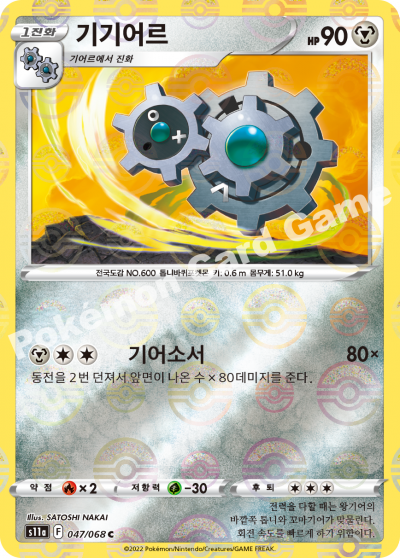 1진화
기기어르
HP 90
기어르에서 진화
전국도감 NO.600 톱니바퀴포켓몬 키: 0.6 m 몸무게: 51.0 kg
Pokémon Card Game
기어소서 80×
동전을 2번 던져서 앞면이 나온 수×80데미지를 준다.
약점 ×2 저항력 -30 후퇴
Illus. SATOSHI NAKAI
s11a F 047/068 C
전력을 다할 때는 왕기어의
바깥쪽 톱니와 꼬마기어가 맞물린다.
회전 속도를 빠르게 하기 위함이다.
©2022 Pokémon/Nintendo/Creatures/GAME FREAK.